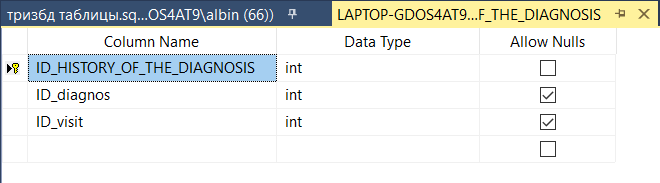 тризбд таблицы.sq...OS4AT9\albin (66))
LAPTOP-GDOS4AT9...F_THE_DIAGNOSIS
Column Name Data Type Allow Nulls
ID_HISTORY_OF_THE_DIAGNOSIS int
ID_diagnos int
ID_visit int